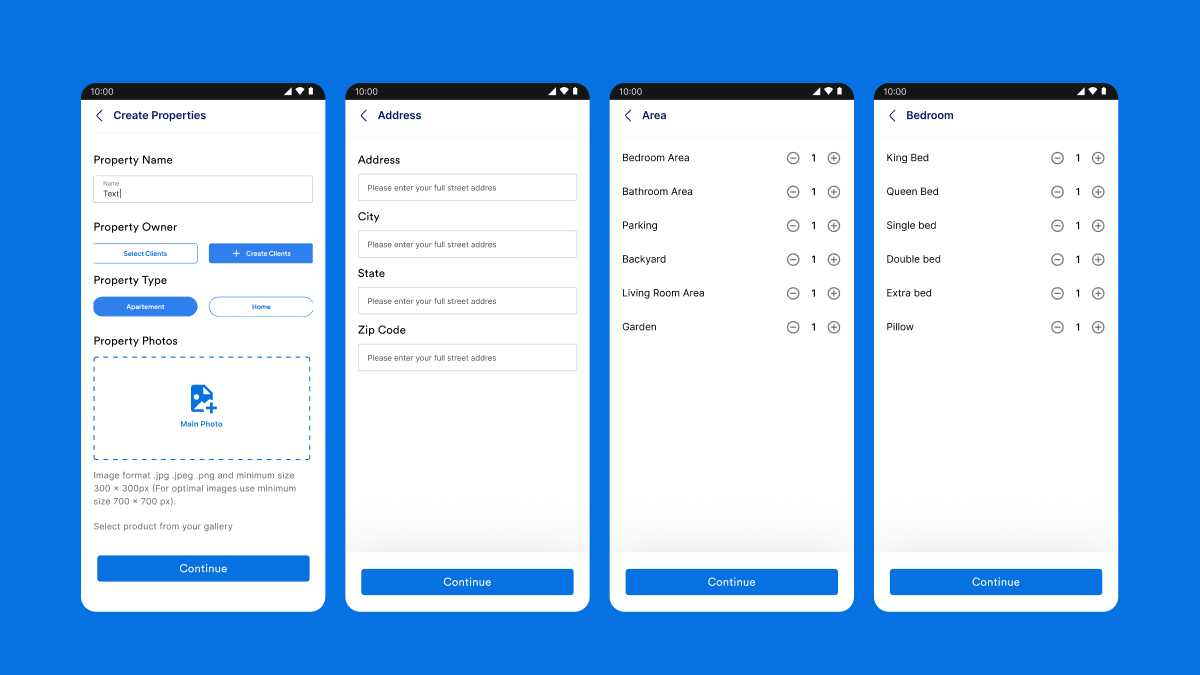 10:00
Create Properties
Property Name
Name
Text
Property Owner
Select Clients
Create Clients
Property Type
Apartement
Home
Property Photos
Main Photo
Image format .jpg .jpeg .png and minimum size
300 × 300px (For optimal images use minimum
size 700 × 700 px).
Select product from your gallery
Continue
10:00
Address
Address
Please enter your full street addres
City
Please enter your full street addres
State
Please enter your full street addres
Zip Code
Please enter your full street addres
Continue
10:00
Area
Bedroom Area 1
Bathroom Area 1
Parking 1
Backyard 1
Living Room Area 1
Garden 1
Continue
10:00
Bedroom
King Bed 1
Queen Bed 1
Single bed 1
Double bed 1
Extra bed 1
Pillow 1
Continue